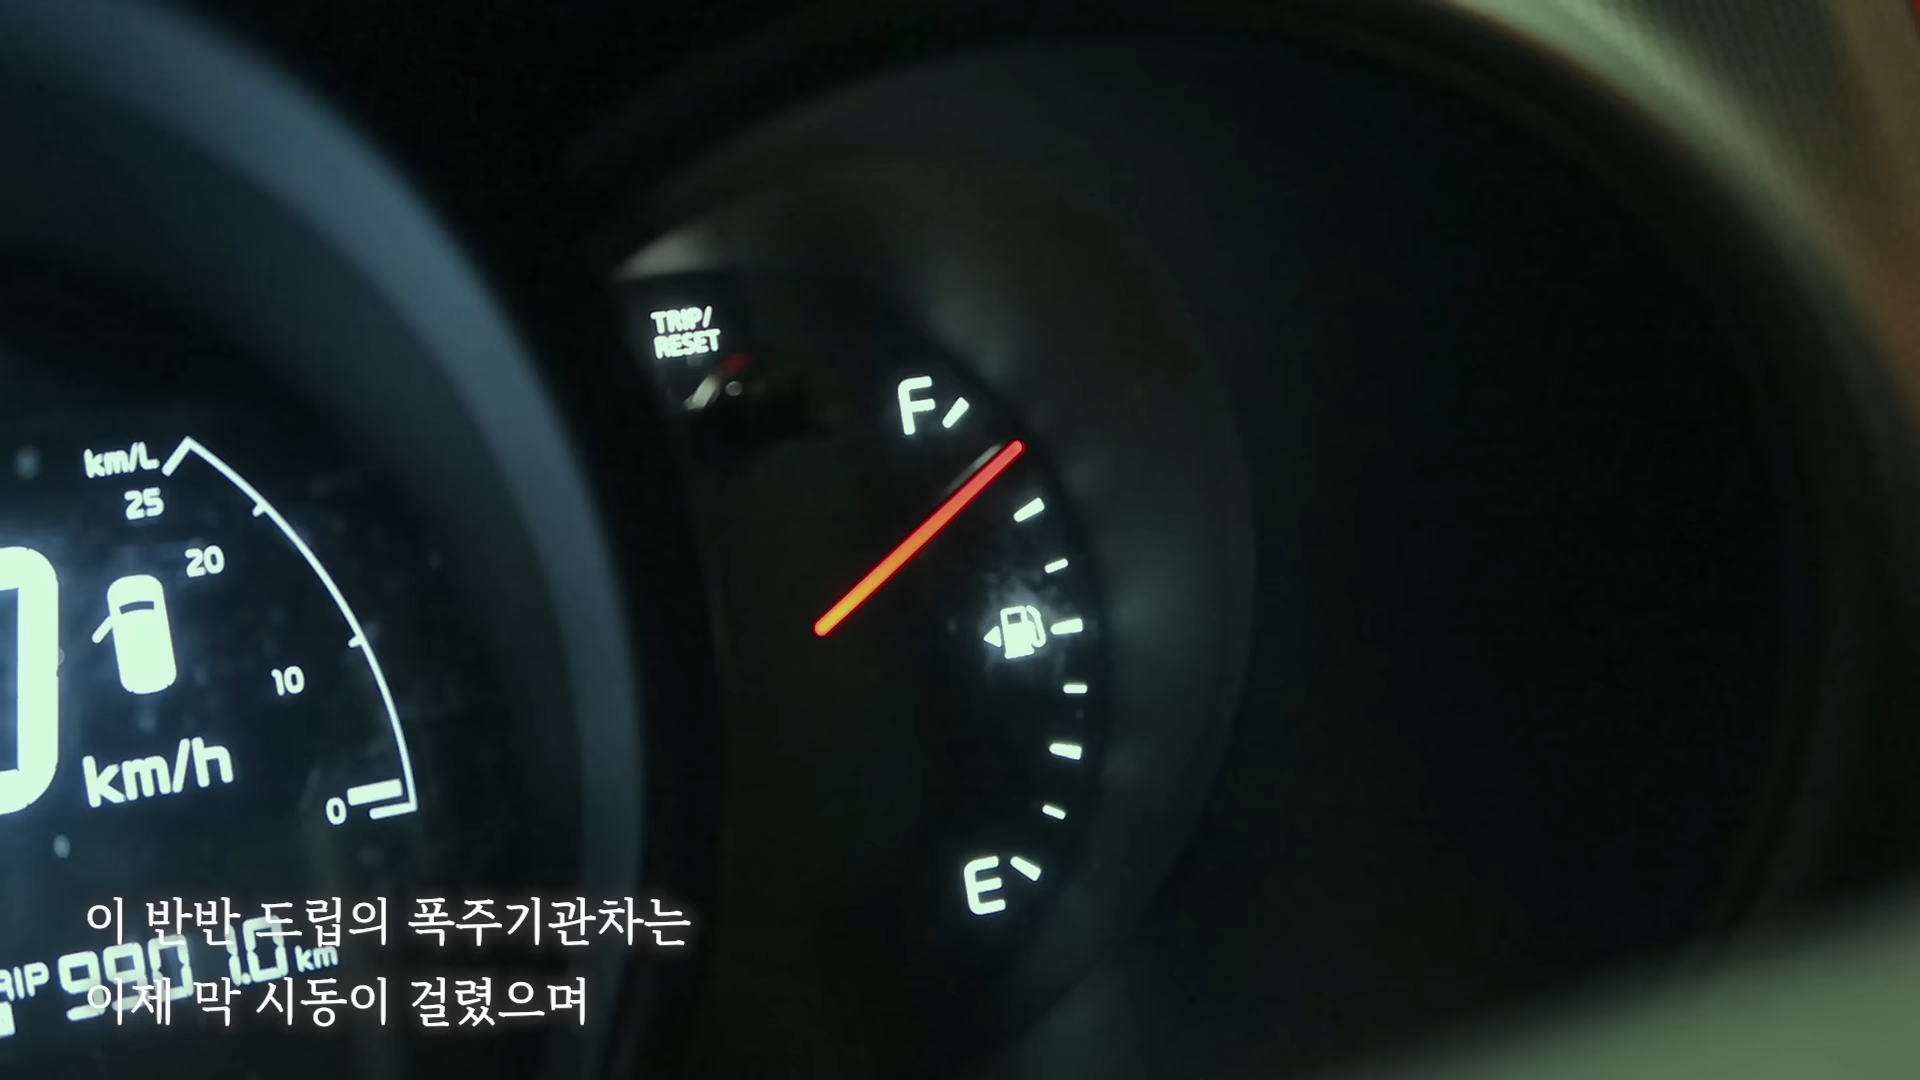 TRIP/
RESET
F
km/L
25
20
10
km/h
0
E
이 반반 드립의 폭주기관차는
이제 막 시동이 걸렸으며
km